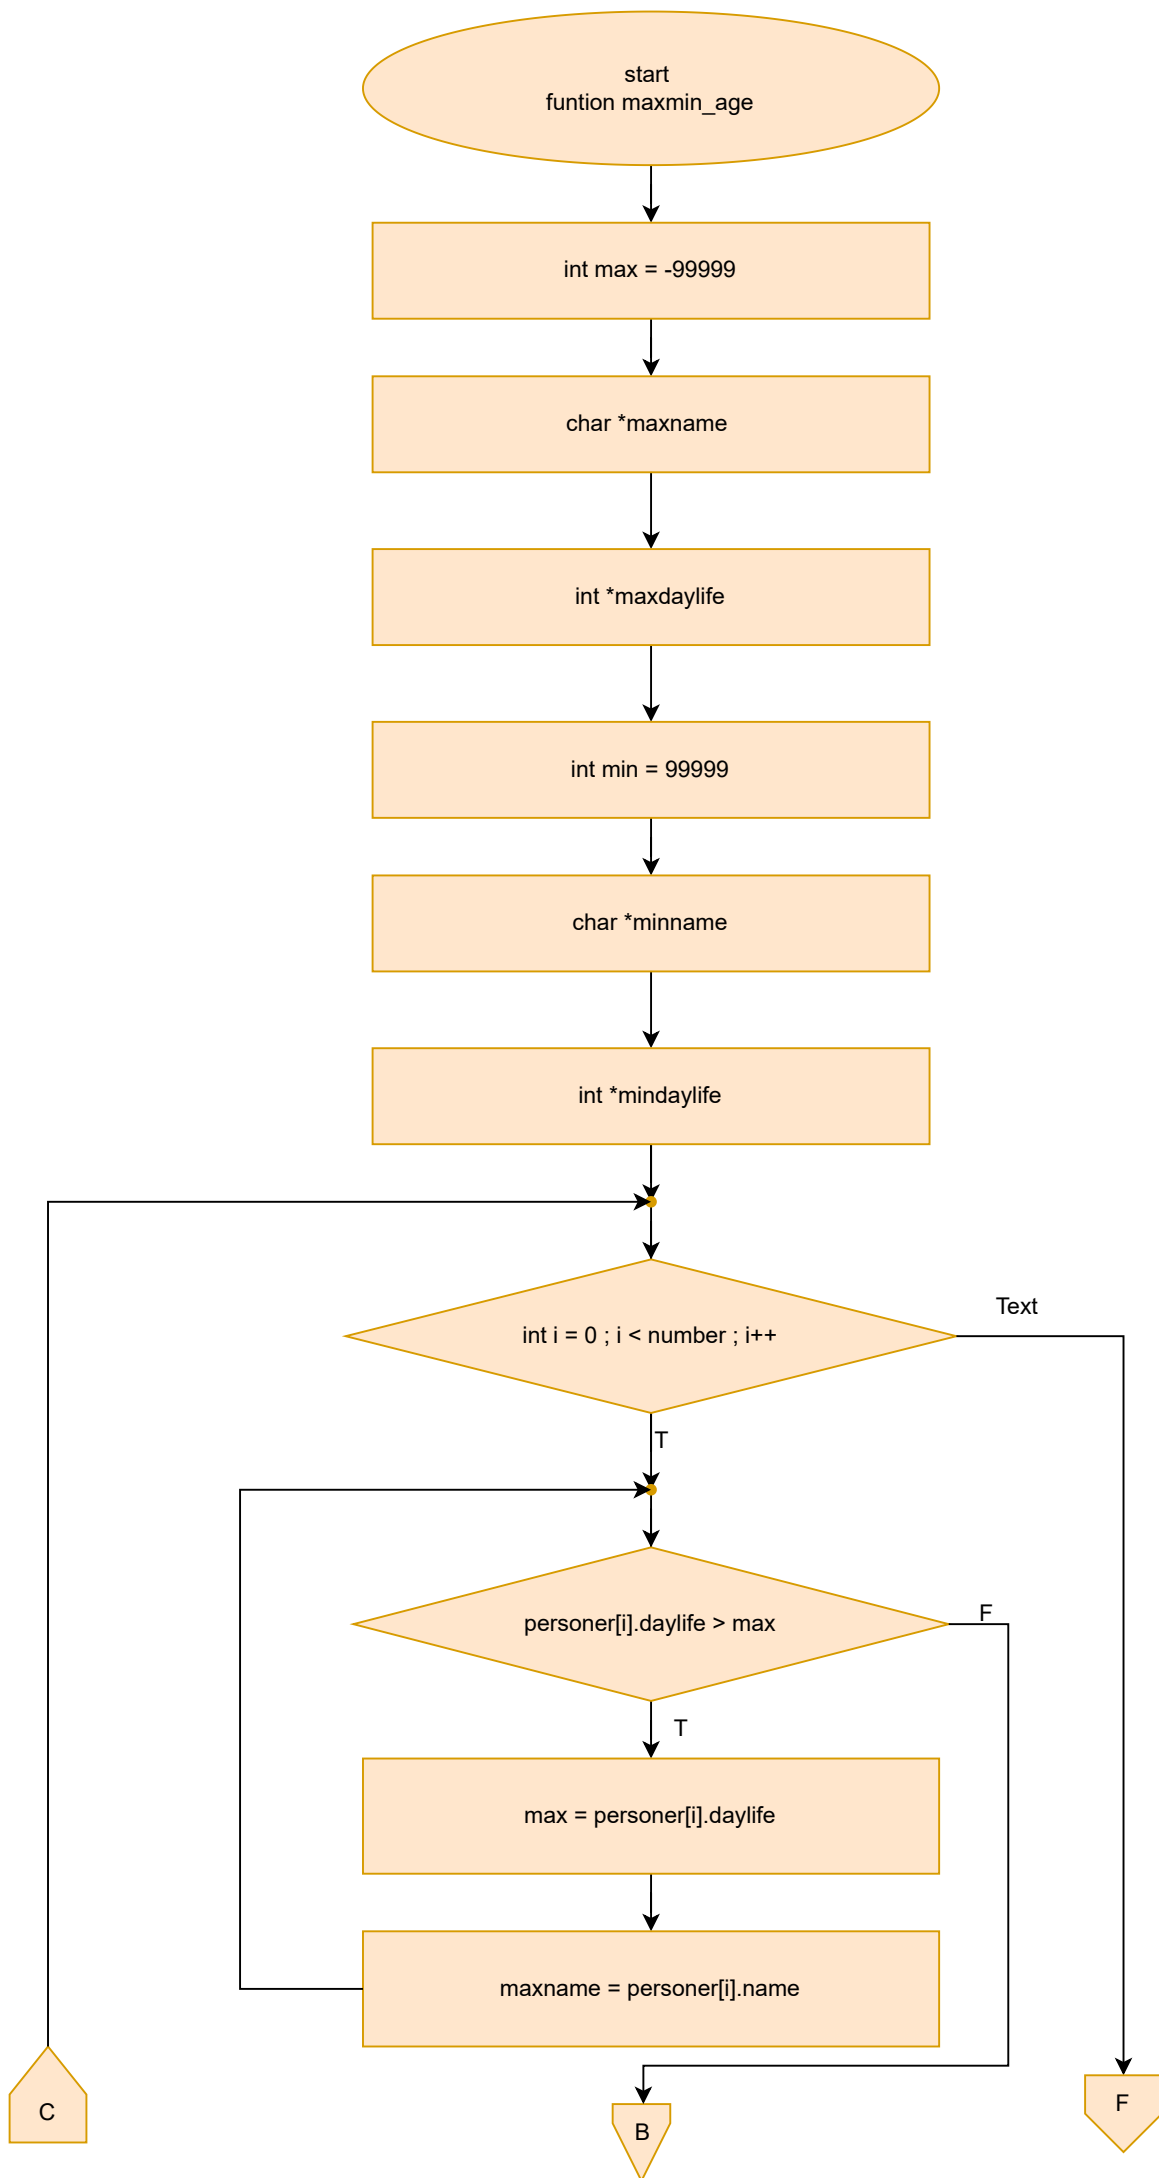 start
funtion maxmin_age
int max = -99999
char *maxname
int *maxdaylife
int min = 99999
char *minname
int *mindaylife
Text
int i = 0 ; i < number ; i++
T
F
personer[i].daylife > max
T
max = personer[i].daylife
maxname = personer[i].name
C
B
F